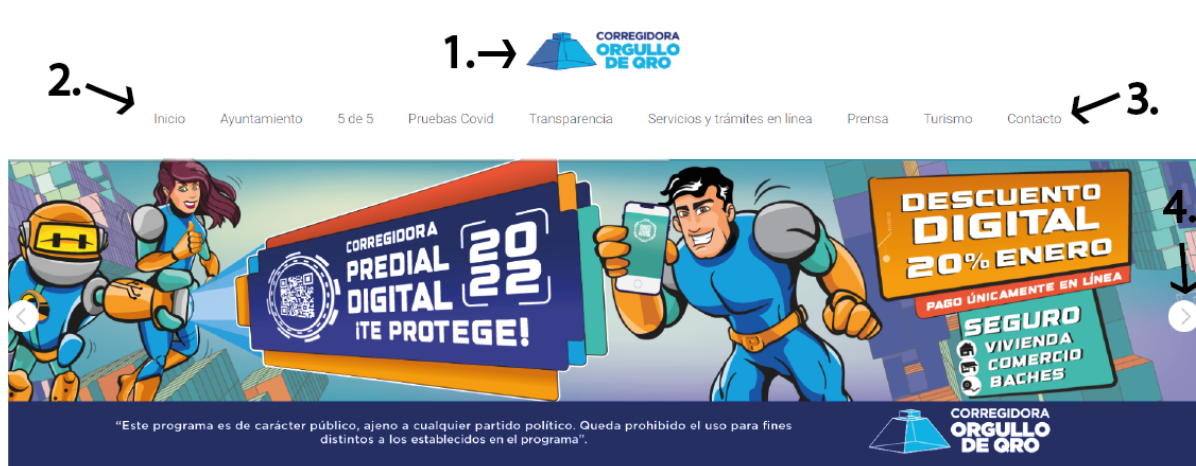 1.
CORREGIDORA
ORGULLO
DE QRO
2.
3.
Inicio Ayuntamiento 5 de 5 Pruebas Covid Transparencia Servicios y trámites en línea Prensa Turismo Contacto
4.
CORREGIDORA
PREDIAL
DIGITAL
¡TE PROTEGE!
20
22
DESCUENTO
DIGITAL
20% ENERO
PAGO ÚNICAMENTE EN LÍNEA
SEGURO
VIVIENDA
COMERCIO
BACHES
"Este programa es de carácter público, ajeno a cualquier partido político. Queda prohibido el uso para fines
distintos a los establecidos en el programa".
CORREGIDORA
ORGULLO
DE QRO